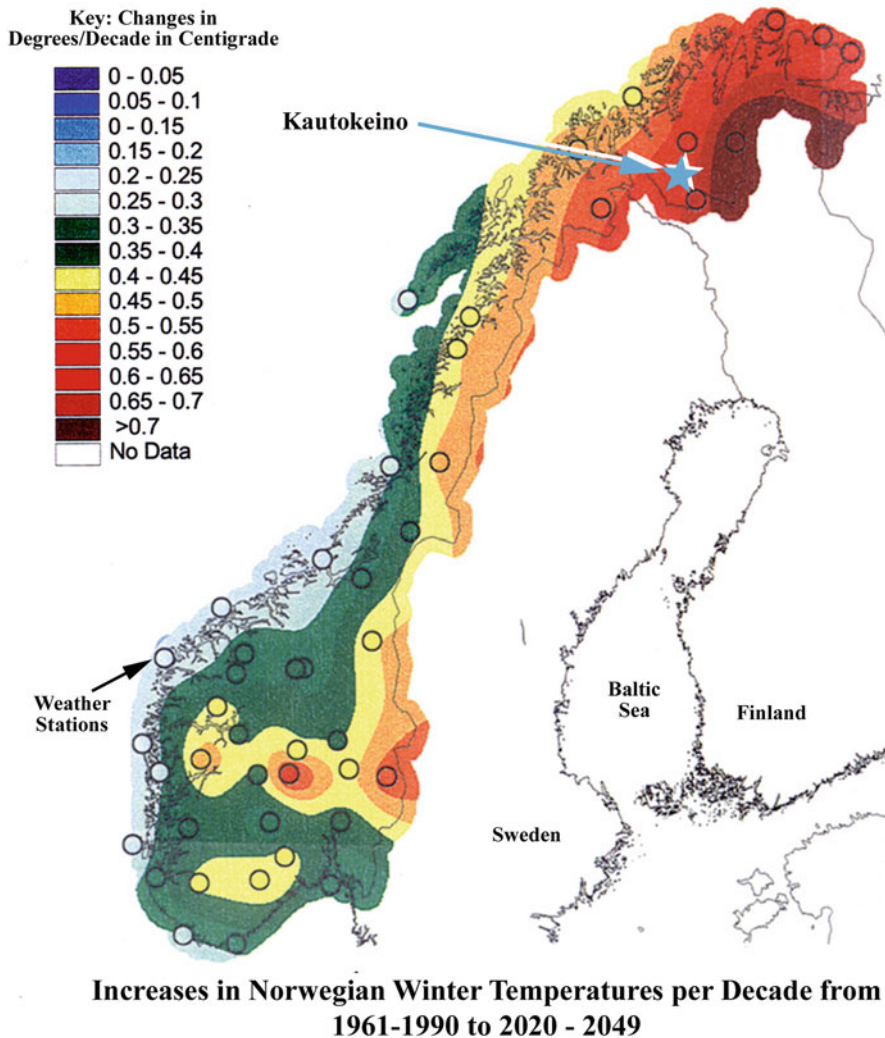 Key: Changes in
Degrees/Decade in Centigrade
0 - 0.05
0.05 - 0.1
0 - 0.15
0.15 - 0.2
0.2 - 0.25
0.25 - 0.3
0.3 - 0.35
0.35 - 0.4
0.4 - 0.45
0.45 - 0.5
0.5 - 0.55
0.55 - 0.6
0.6 - 0.65
0.65 - 0.7
>0.7
No Data
Kautokeino
Weather
Stations
Baltic
Sea
Finland
Sweden
Increases in Norwegian Winter Temperatures per Decade from
1961-1990 to 2020 - 2049